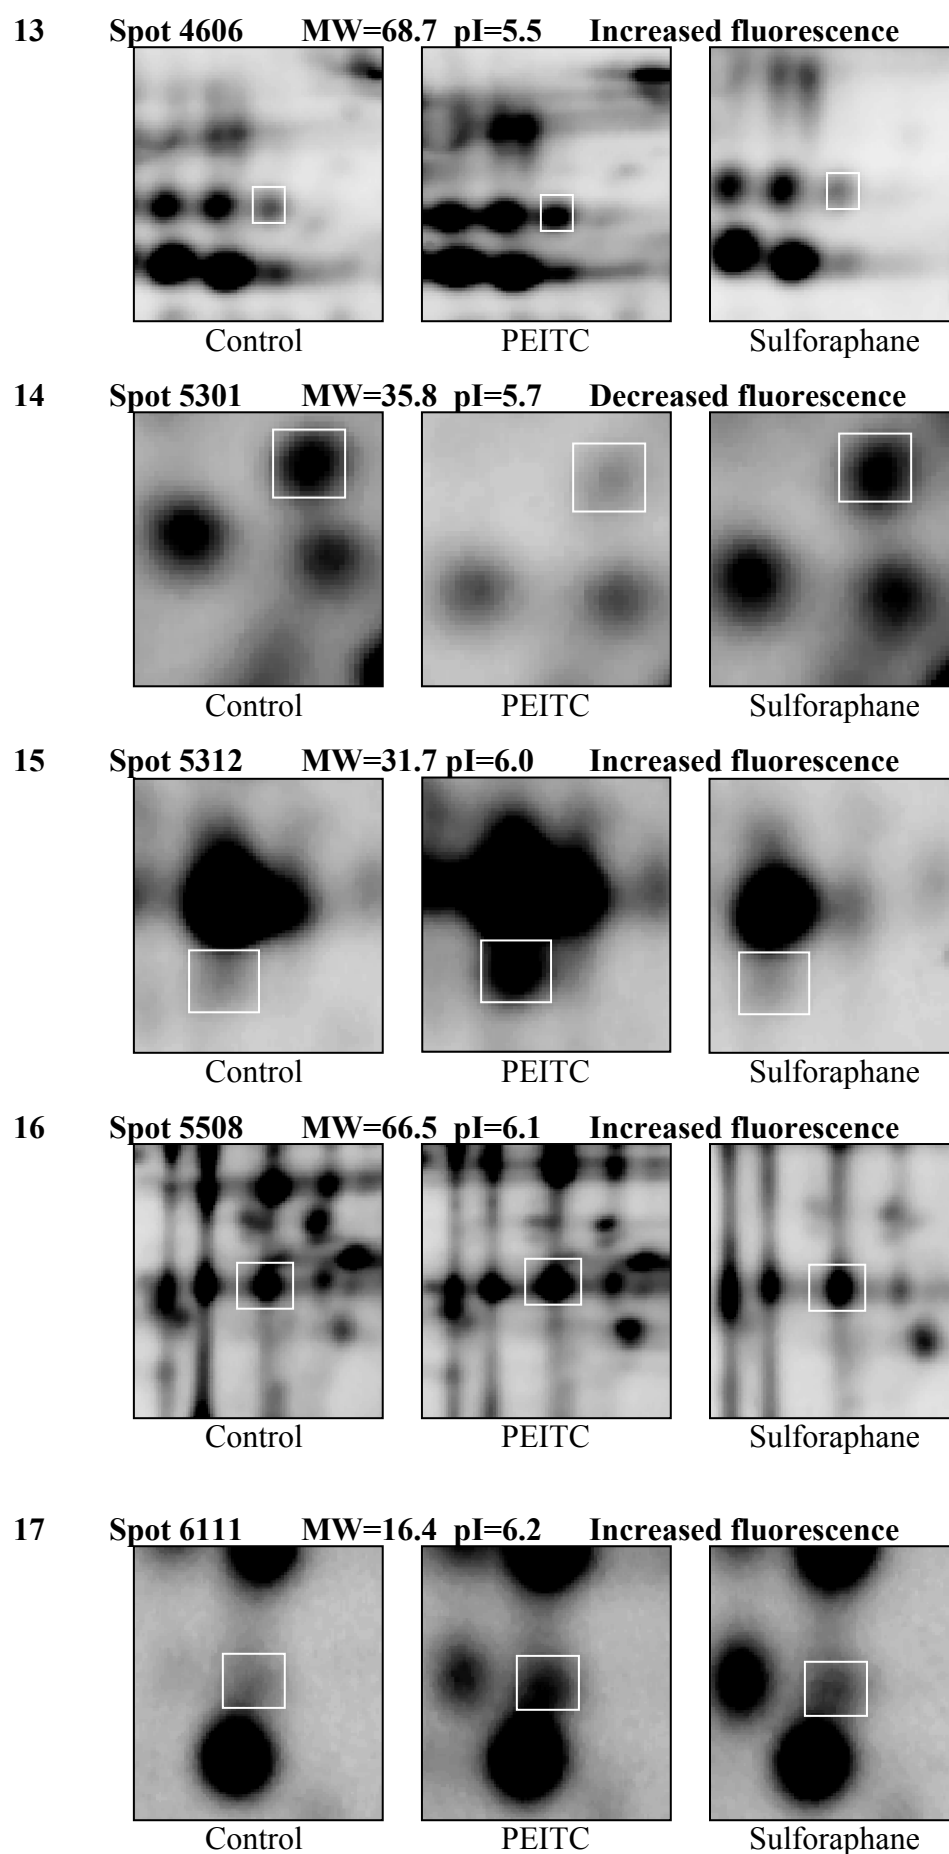 13 Spot 4606 MW=68.7 pI=5.5 Increased fluorescence
Control PEITC Sulforaphane
14 Spot 5301 MW=35.8 pI=5.7 Decreased fluorescence
Control PEITC Sulforaphane
15 Spot 5312 MW=31.7 pI=6.0 Increased fluorescence
Control PEITC Sulforaphane
16 Spot 5508 MW=66.5 pI=6.1 Increased fluorescence
Control PEITC Sulforaphane
17 Spot 6111 MW=16.4 pI=6.2 Increased fluorescence
Control PEITC Sulforaphane